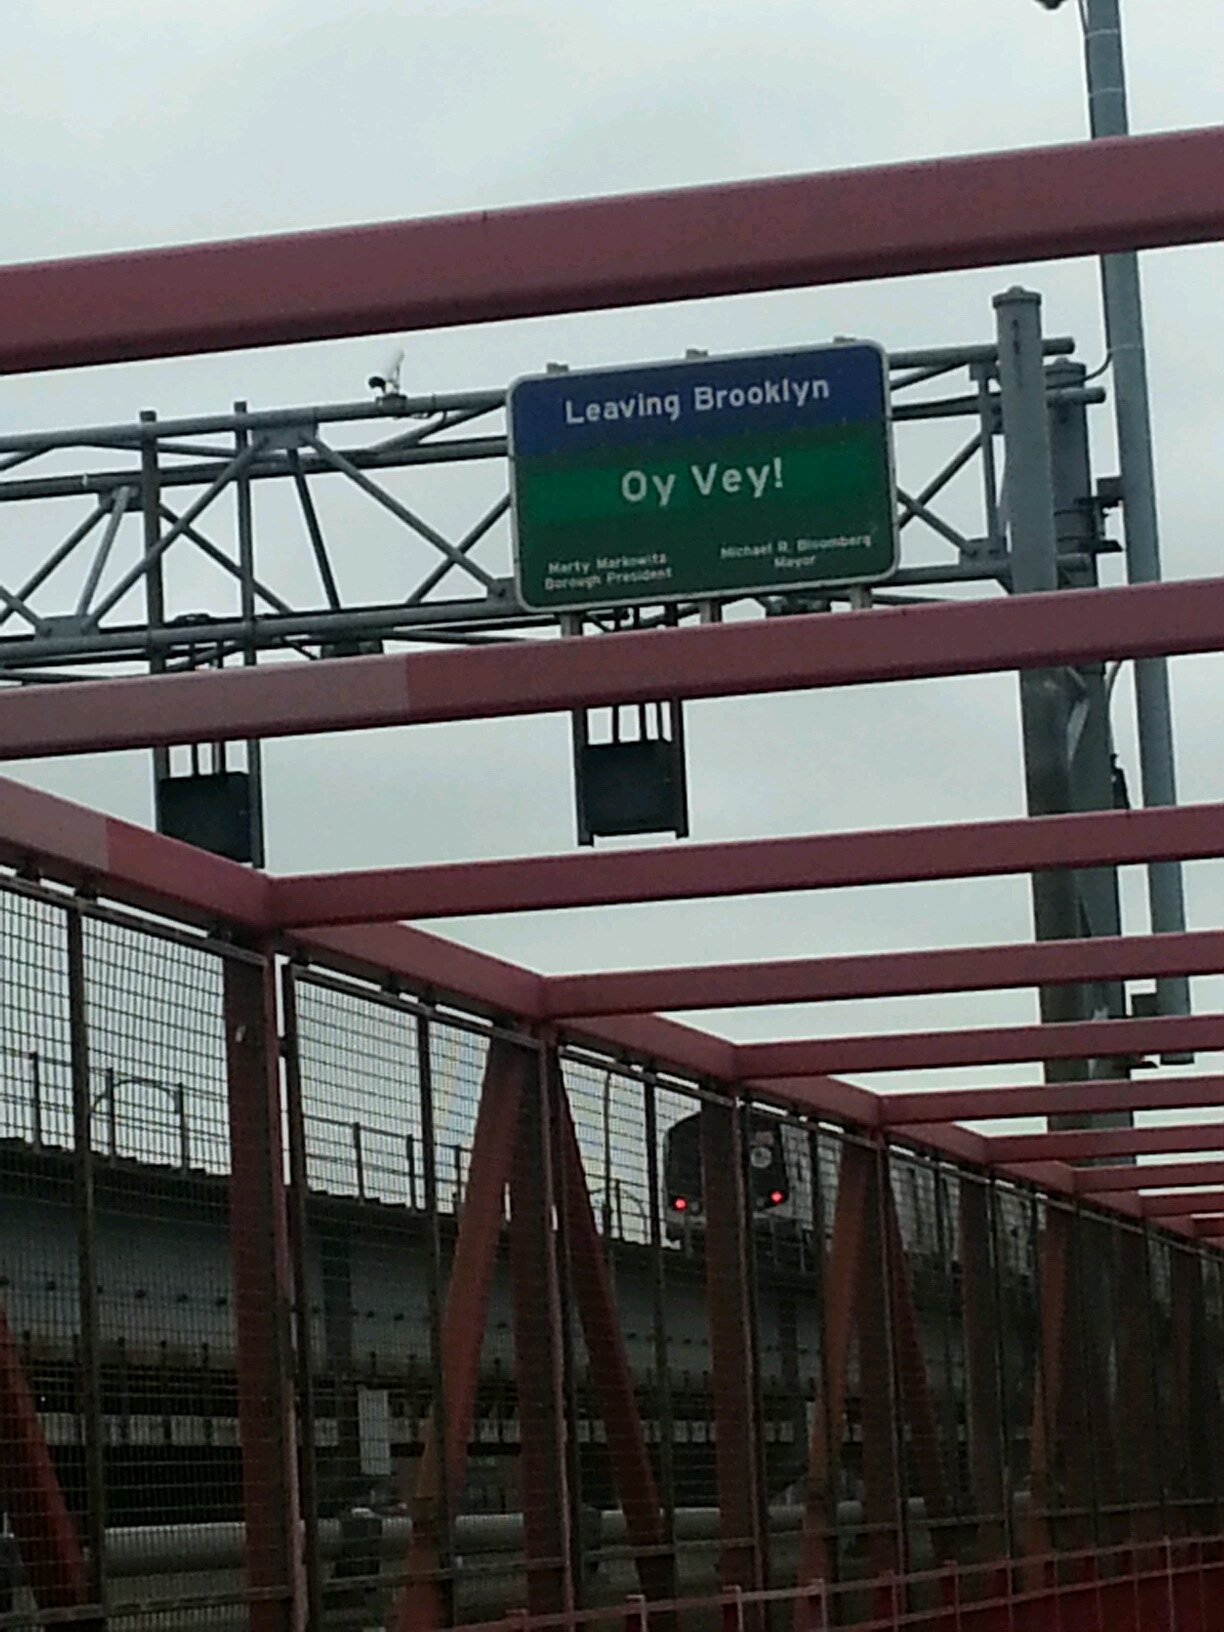 Leaving Brooklyn
Oy Vey!
Marty Markowitz
Borough President
Michael R. Bloomberg
Mayor